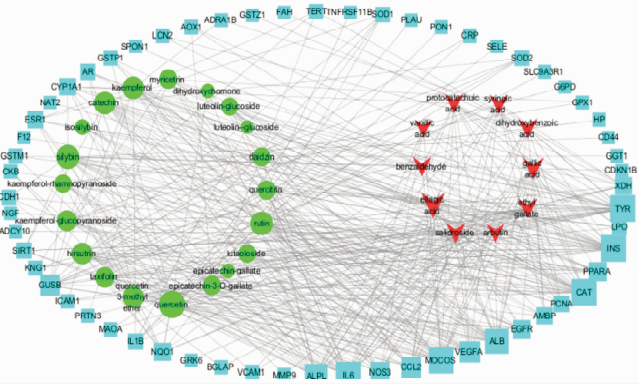 FAH
TERT
TNFRSF11B
SOD1
GSTZ1
ADRA1B
AOX1
LCN2
SPON1
GSTP1
AR
CYP1A1
NAT2
ESR1
F12
GSTM1
CKB
CDH1
NGF
ADCY10
SIRT1
KNG1
GUSB
ICAM1
PRTN3
MAOA
IL1B
NQO1
GRK6
BGLAP
VCAM1
MMP9
ALPL
IL6
NOS3
CCL2
MOCOS
VEGFA
ALB
EGFR
AMBP
PCNA
CAT
PPARA
INS
LPO
TYR
XDH
CDKN1B
GGT1
CD44
HP
GPX1
G6PD
SLC9A3R1
SOD2
SELE
CRP
PON1
PLAU
myricetrin
dihydroxychomone
luteolin-glucoside
luteolin-glucoside
daidzin
quercitrin
rutin
luteoloside
epicatechin-gallate
epicatechin-3-O-gallate
quercetin
quercetin
3-methyl
ether
taxifolin
hirsutrin
kaempferol-glucopyranoside
kaempferol-rhamnopyranoside
silybin
isosilybin
catechin
kaempferol
protocatechuic
acid
syringic
acid
dihydroxybenzoic
acid
gallic
acid
ethyl
gallate
arbutin
salidroside
ellagic
acid
benzaldehyde
vanillic
acid